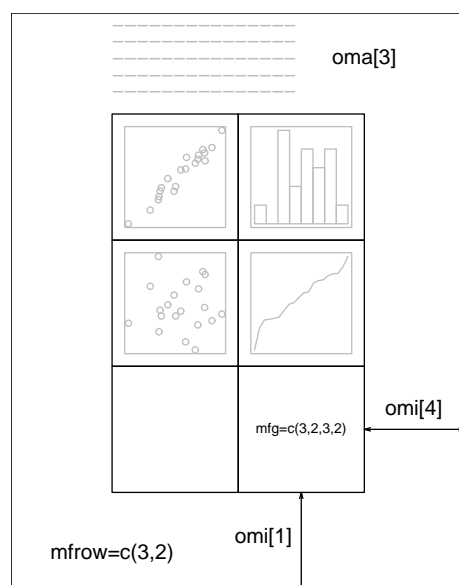 oma[3]
mfg=c(3,2,3,2)
omi[4]
omi[1]
mfrow=c(3,2)